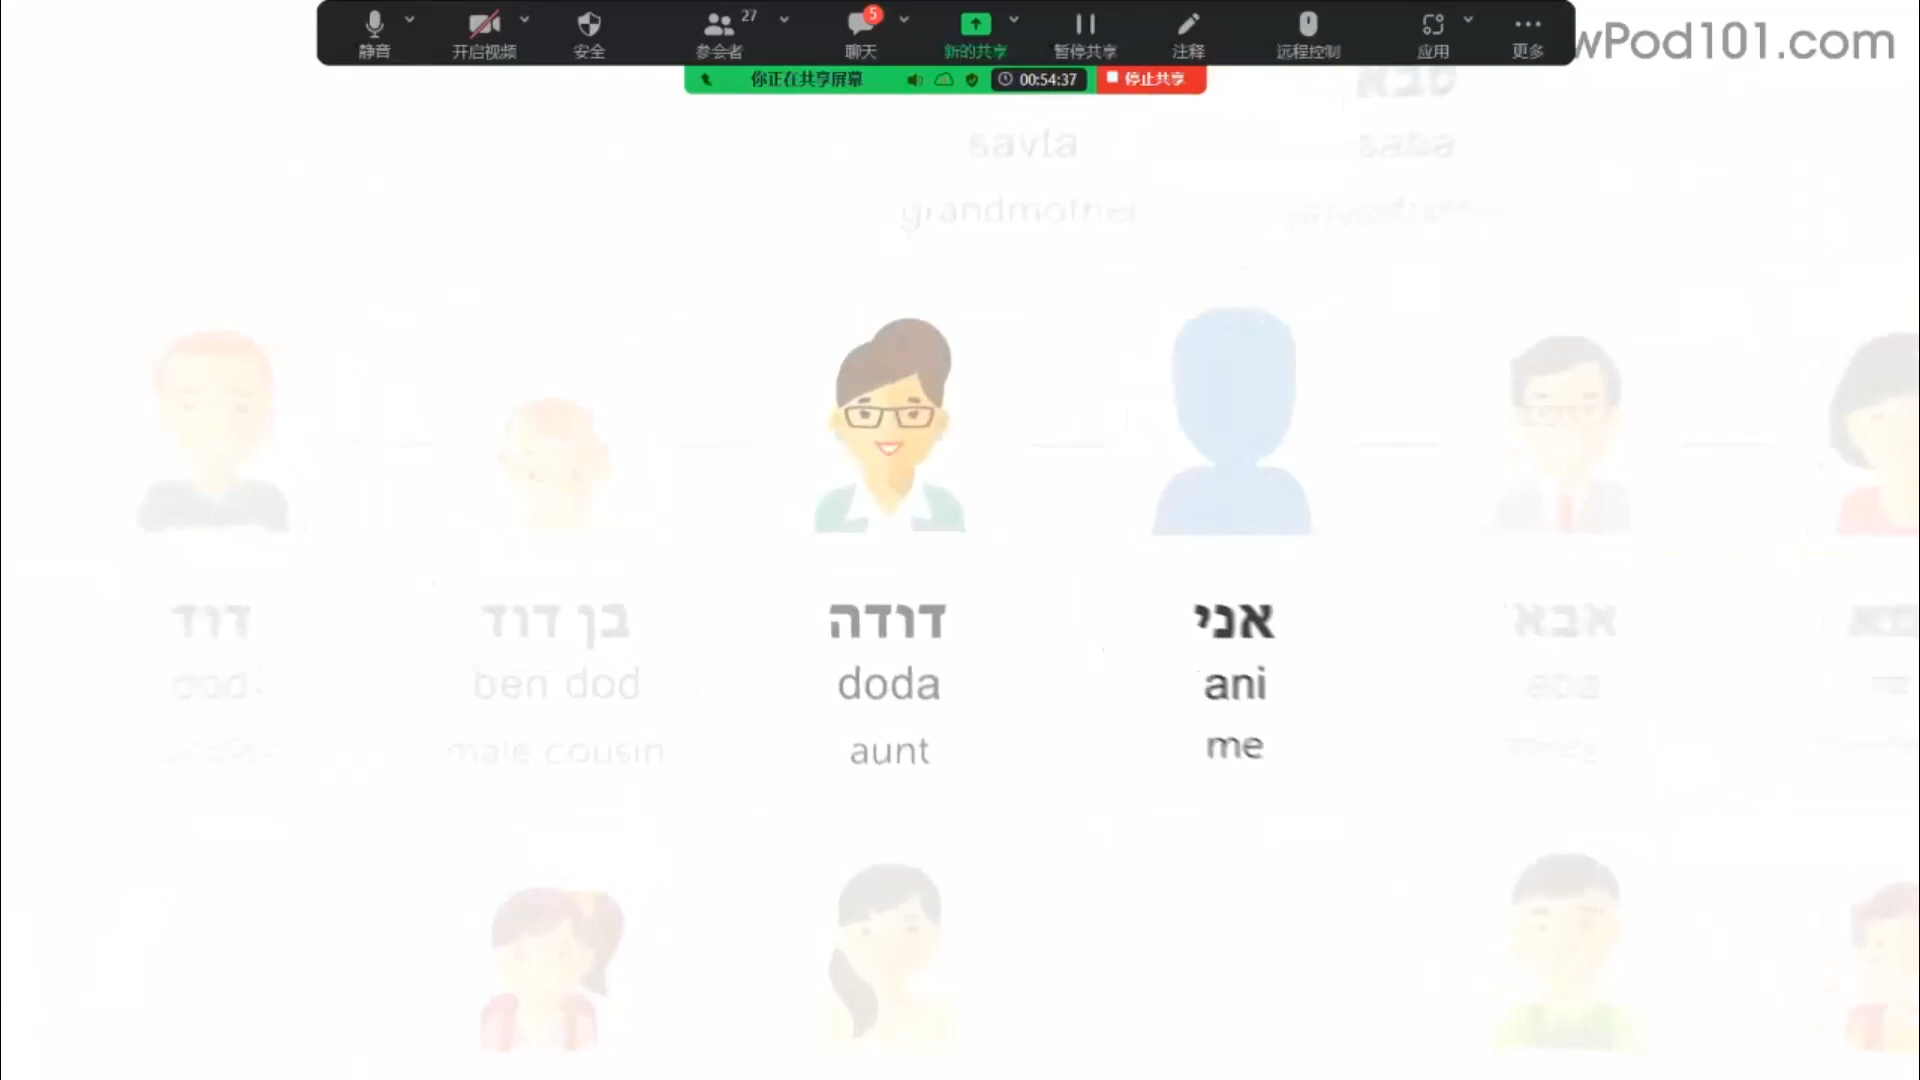 静音
开启视频
安全
参会者 27
聊天 5
新的共享
暂停共享
注释
远程控制
应用
更多
wPod101.com
你正在共享屏幕
00:54:37
停止共享
סבא
savta
saba
grandmother
דוד
בן דוד
דודה
אני
אבא
ben dod
doda
ani
aba
male cousin
aunt
me